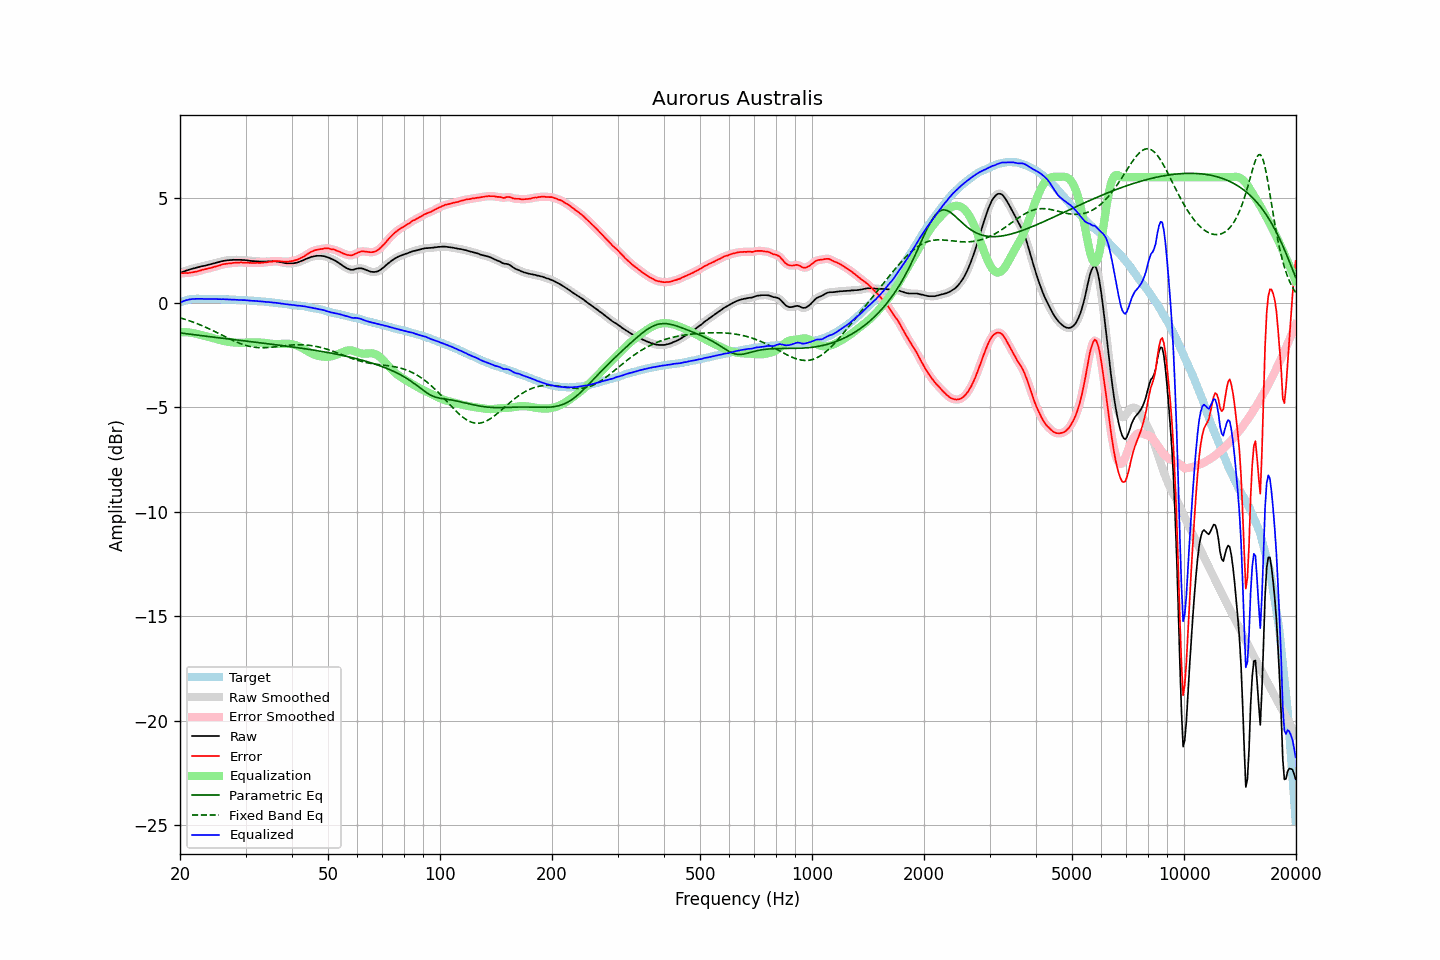 Aurorus Australis
Amplitude (dBr)
5
0
−5
−10
−15
−20
−25
Target
Raw Smoothed
Error Smoothed
Raw
Error
Equalization
Parametric Eq
Fixed Band Eq
Equalized
20 50 100 200 500 1000 2000 5000 10000 20000
Frequency (Hz)